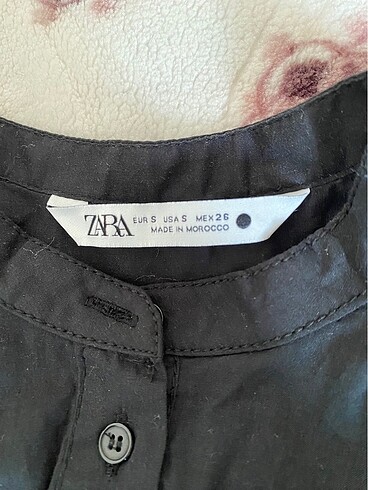 ZARA
EUR S USA S MEX 26
MADE IN MOROCCO